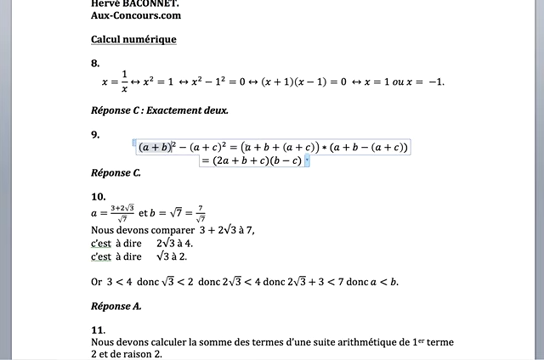 Hervé BACONNET.
Aux-Concours.com
Calcul numérique
8.
x = 1/x ↔ x² = 1 ↔ x² − 1² = 0 ↔ (x + 1)(x − 1) = 0 ↔ x = 1 ou x = −1.
Réponse C : Exactement deux.
9.
(a + b)² − (a + c)² = (a + b + (a + c)) * (a + b − (a + c))
= (2a + b + c)(b − c)
Réponse C.
10.
a = (3+2√3)/√7 et b = √7 = 7/√7
Nous devons comparer 3 + 2√3 à 7,
c'est à dire 2√3 à 4.
c'est à dire √3 à 2.
Or 3 < 4 donc √3 < 2 donc 2√3 < 4 donc 2√3 + 3 < 7 donc a < b.
Réponse A.
11.
Nous devons calculer la somme des termes d'une suite arithmétique de 1er terme
2 et de raison 2.